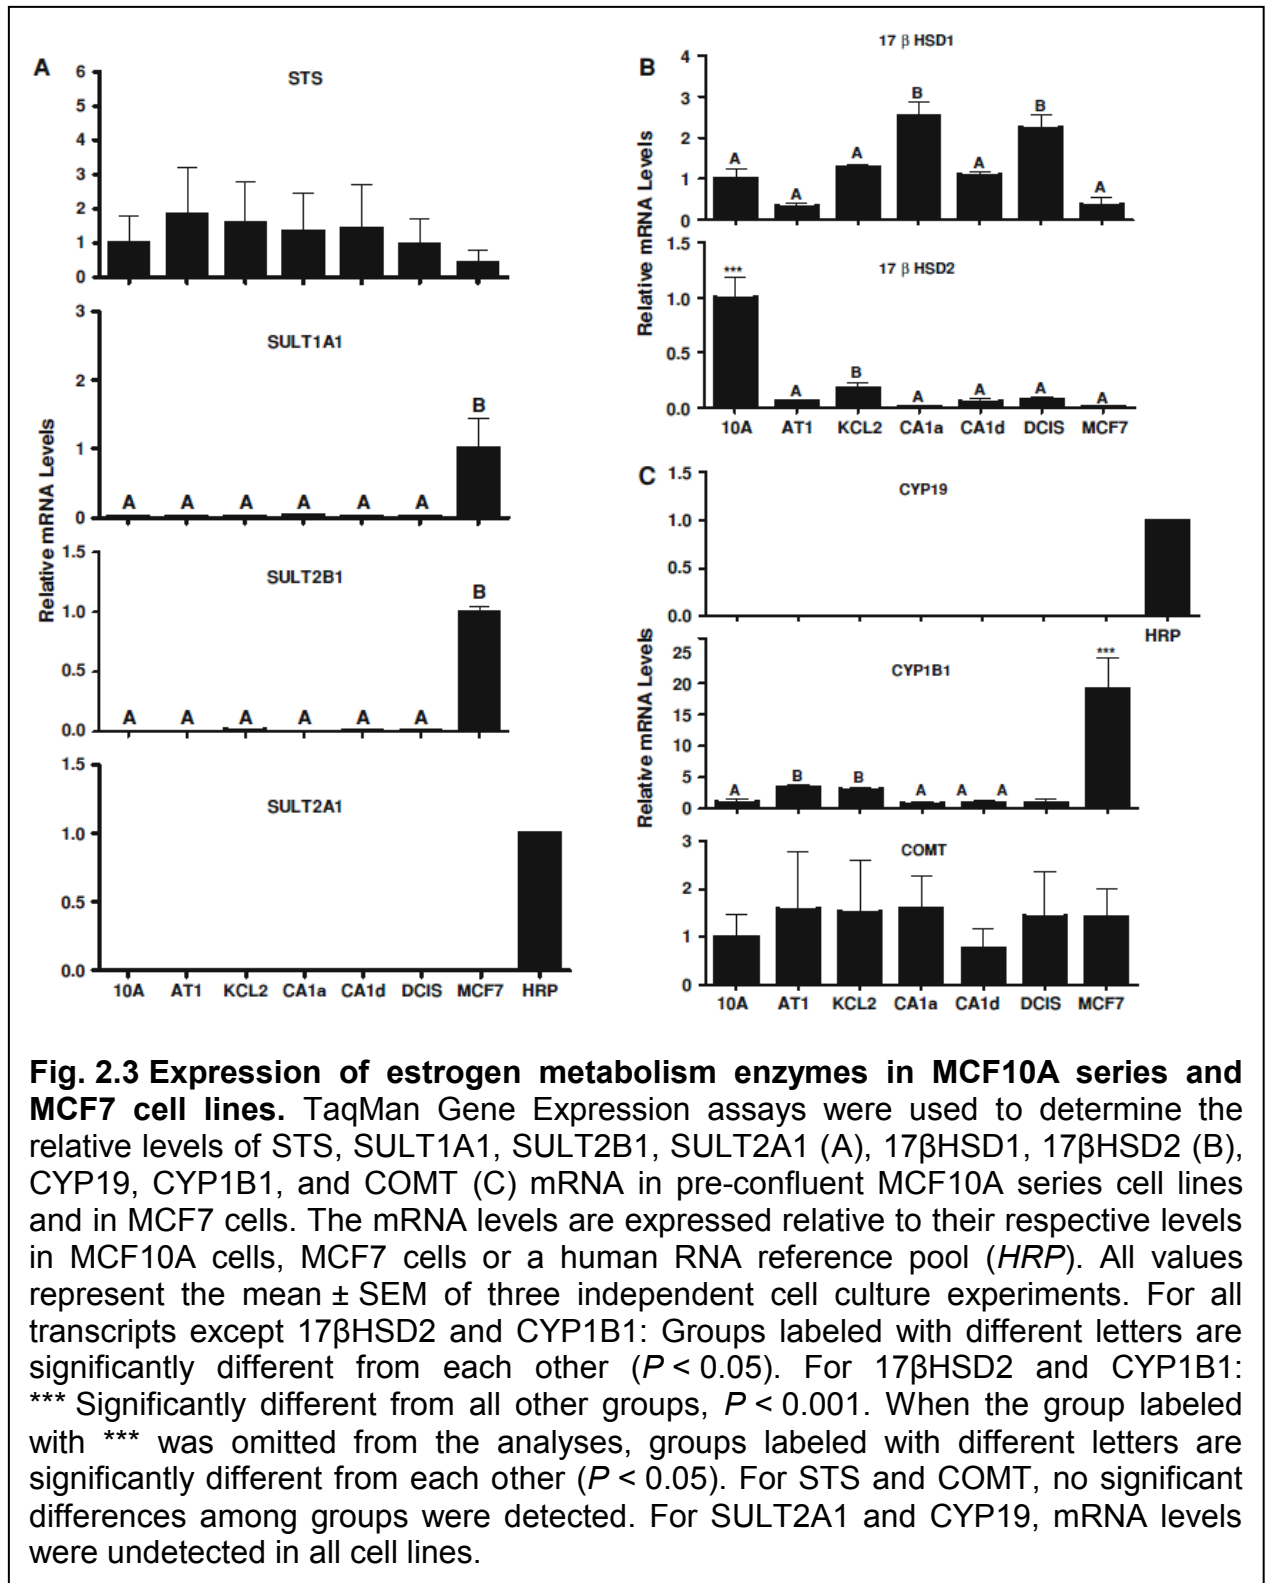 A
STS
6
5
4
3
2
1
0
SULT1A1
3
2
1
0
B
A A A A A A
SULT2B1
1.5
1.0
0.5
0.0
B
A A A A A A
SULT2A1
1.5
1.0
0.5
0.0
10A AT1 KCL2 CA1a CA1d DCIS MCF7 HRP
Relative mRNA Levels
B
17 β HSD1
4
3
2
1
0
A A A B A B A
17 β HSD2
1.5
1.0
0.5
0.0
*** A B A A A A
10A AT1 KCL2 CA1a CA1d DCIS MCF7
Relative mRNA Levels
C
CYP19
1.5
1.0
0.5
0.0
HRP
CYP1B1
25
20
15
10
5
0
A B B A A A ***
COMT
3
2
1
0
10A AT1 KCL2 CA1a CA1d DCIS MCF7
Relative mRNA Levels
Fig. 2.3 Expression of estrogen metabolism enzymes in MCF10A series and
MCF7 cell lines. TaqMan Gene Expression assays were used to determine the
relative levels of STS, SULT1A1, SULT2B1, SULT2A1 (A), 17βHSD1, 17βHSD2 (B),
CYP19, CYP1B1, and COMT (C) mRNA in pre-confluent MCF10A series cell lines
and in MCF7 cells. The mRNA levels are expressed relative to their respective levels
in MCF10A cells, MCF7 cells or a human RNA reference pool (HRP). All values
represent the mean ± SEM of three independent cell culture experiments. For all
transcripts except 17βHSD2 and CYP1B1: Groups labeled with different letters are
significantly different from each other (P < 0.05). For 17βHSD2 and CYP1B1:
*** Significantly different from all other groups, P < 0.001. When the group labeled
with *** was omitted from the analyses, groups labeled with different letters are
significantly different from each other (P < 0.05). For STS and COMT, no significant
differences among groups were detected. For SULT2A1 and CYP19, mRNA levels
were undetected in all cell lines.